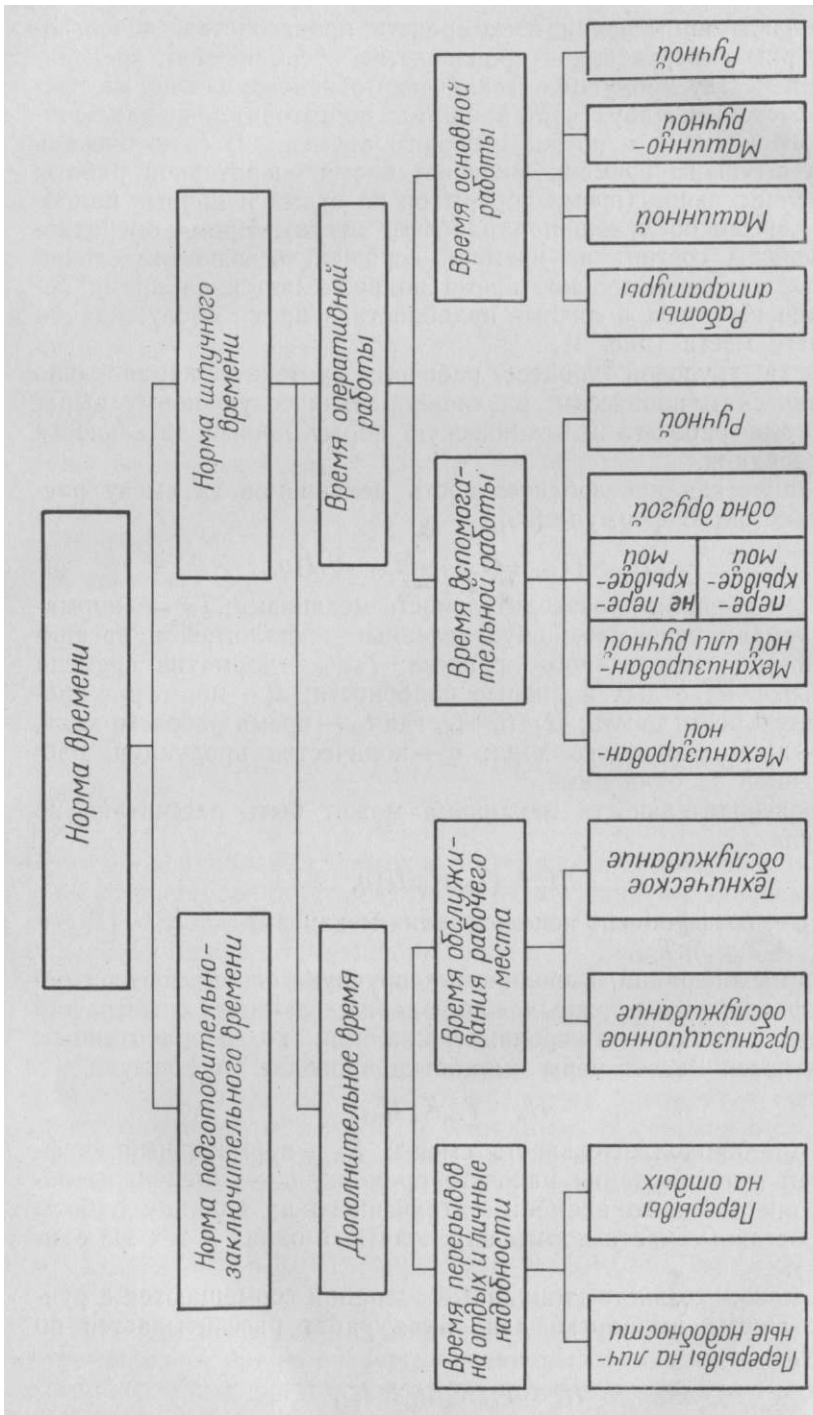 Норма времени
Норма подготовительно-
заключительного времени
Норма штучного
времени
Дополнительное время
Время оперативной
работы
Время перерывов
на отдых и личные
надобности
Время обслужи-
вания рабочего
места
Время вспомога-
тельной работы
Время основной
работы
Перерывы на лич-
ные надобности
Перерывы
на отдых
Организационное
обслуживание
Техническое
обслуживание
Механизирован-
ной
Механизирован-
ной или ручной
пере-
крывае-
мой
не пере-
крывае-
мой
одна другой
Ручной
Работы
аппаратуры
Машинной
Машинно-
ручной
Ручной